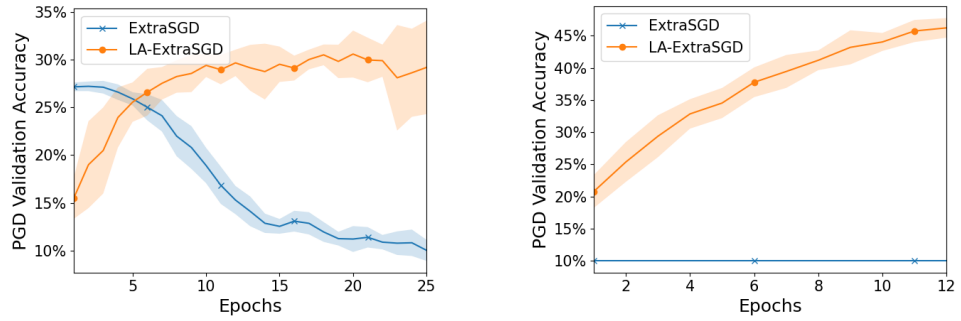 PGD Validation Accuracy
35%
30%
25%
20%
15%
10%
ExtraSGD
LA-ExtraSGD
5 10 15 20 25
Epochs
PGD Validation Accuracy
45%
40%
35%
30%
25%
20%
15%
10%
ExtraSGD
LA-ExtraSGD
2 4 6 8 10 12
Epochs